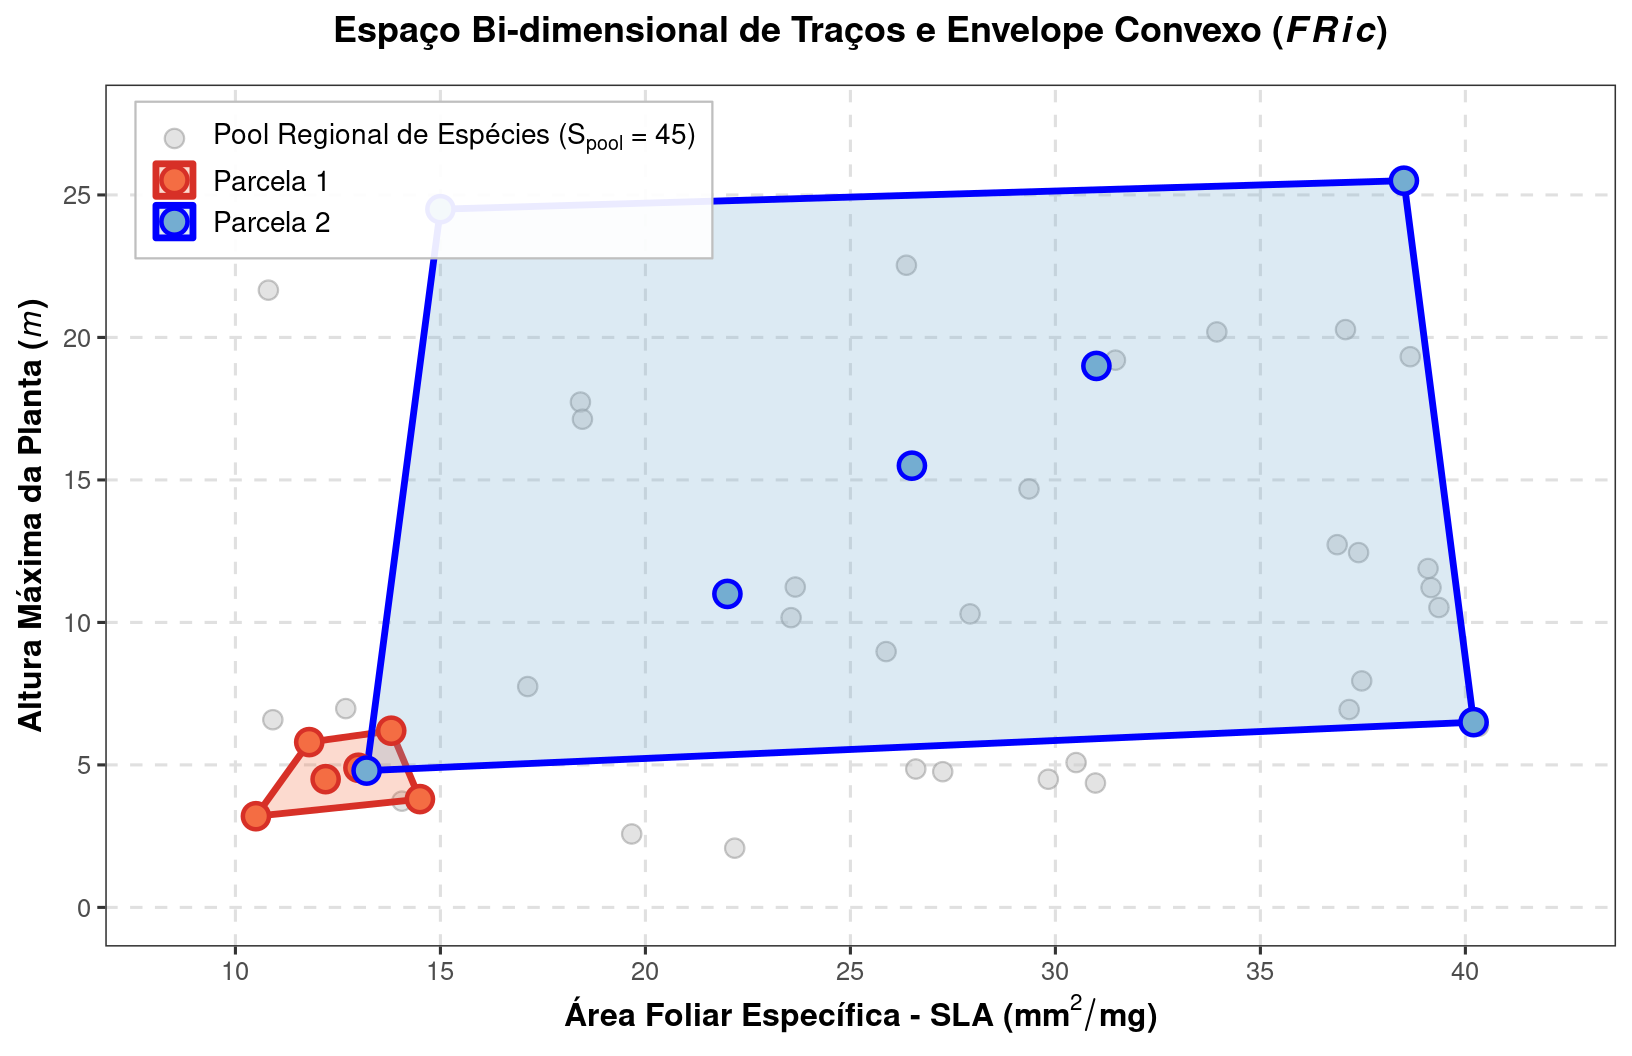 Espaço Bi-dimensional de Traços e Envelope Convexo (FRic)
Pool Regional de Espécies (Spool = 45)
Parcela 1
Parcela 2
Altura Máxima da Planta (m)
25
20
15
10
5
0
10 15 20 25 30 35 40
Área Foliar Específica - SLA (mm²/mg)